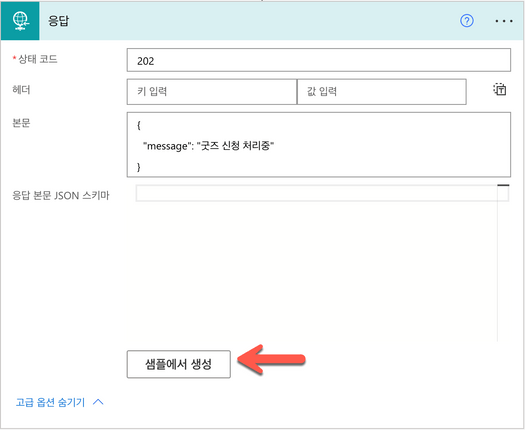 응답
* 상태 코드
202
헤더
키 입력
값 입력
본문
{
"message": "굿즈 신청 처리중"
}
응답 본문 JSON 스키마
샘플에서 생성
고급 옵션 숨기기